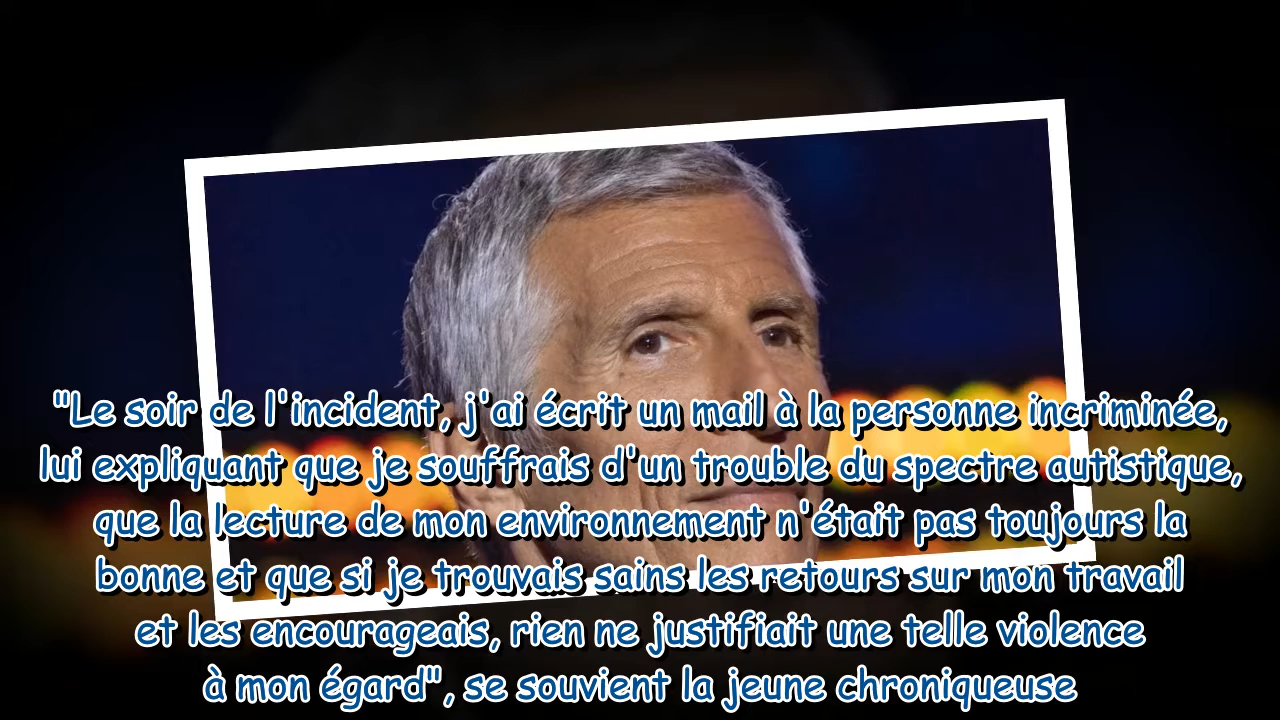 "Le soir de l'incident, j'ai écrit un mail à la personne incriminée,
lui expliquant que je souffrais d'un trouble du spectre autistique,
que la lecture de mon environnement n'était pas toujours la
bonne et que si je trouvais sains les retours sur mon travail
et les encourageais, rien ne justifiait une telle violence
à mon égard", se souvient la jeune chroniqueuse